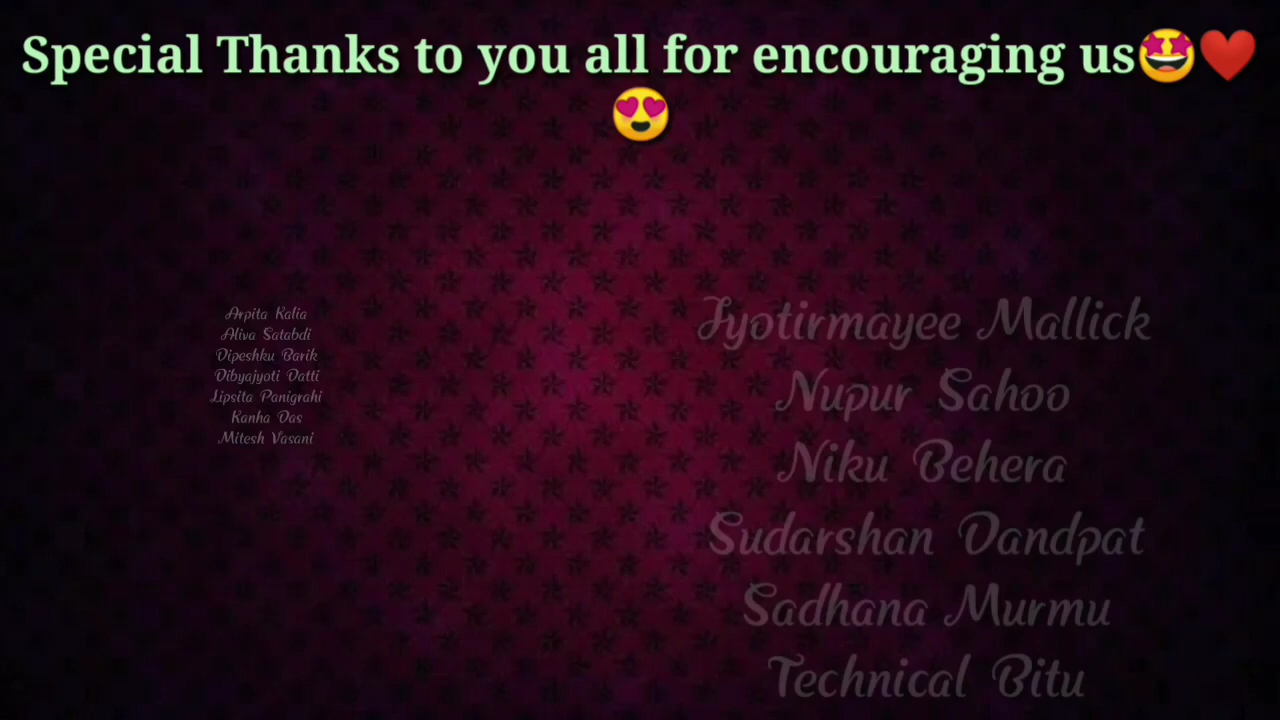 Special Thanks to you all for encouraging us🤩❤️
😍
Arpita Kalia
Aliva Satabdi
Dipeshku Barik
Dibyajyoti Datti
Lipsita Panigrahi
Kanha Das
Mitesh Vasani
Jyotirmayee Mallick
Nupur Sahoo
Niku Behera
Sudarshan Dandpat
Sadhana Murmu
Technical Bitu